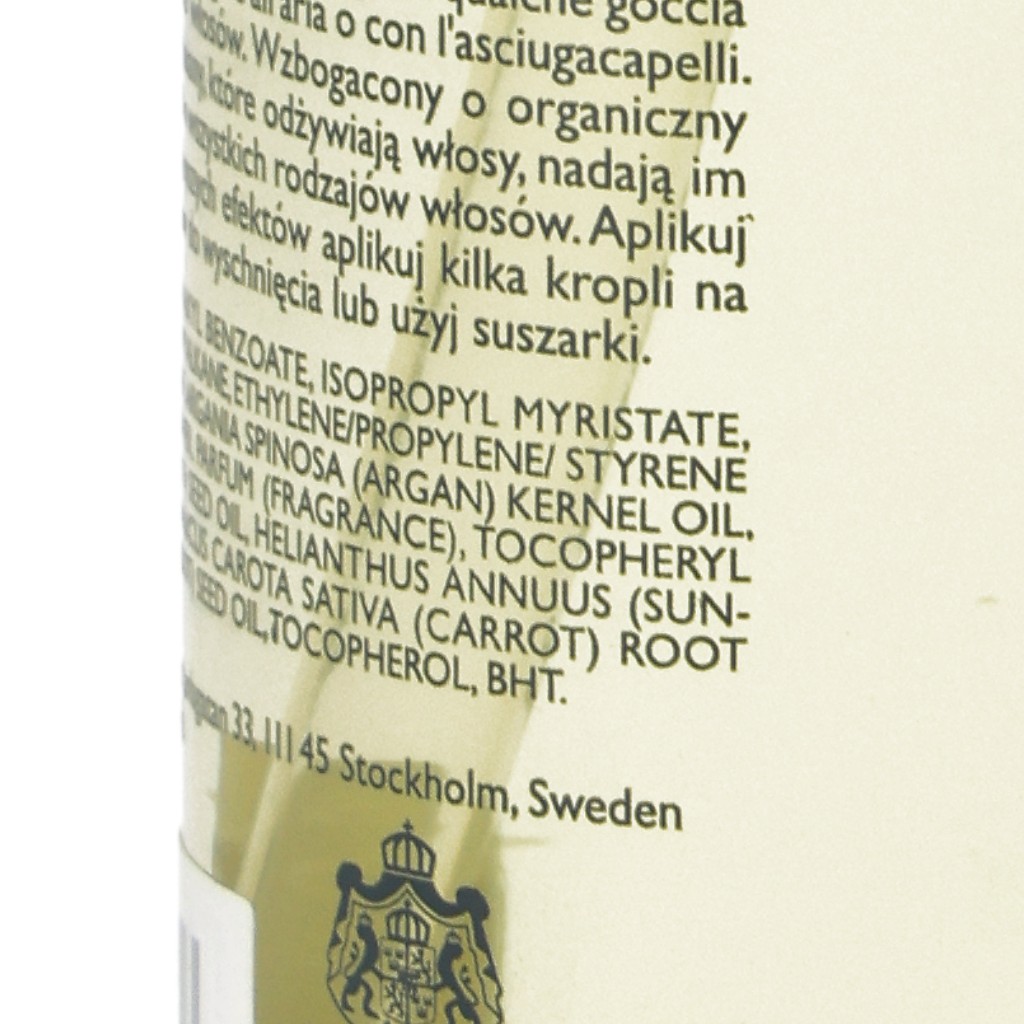 goccia
aria o con l'asciugacapelli.
włosów. Wzbogacony o organiczny
które odżywiają włosy, nadają im
wszystkich rodzajów włosów. Aplikuj
efektów aplikuj kilka kropli na
wyschnięcia lub użyj suszarki.
BENZOATE, ISOPROPYL MYRISTATE,
ETHYLENE/PROPYLENE/ STYRENE
ARGANIA SPINOSA (ARGAN) KERNEL OIL,
PARFUM (FRAGRANCE), TOCOPHERYL
SEED OIL, HELIANTHUS ANNUUS (SUN-
CAROTA SATIVA (CARROT) ROOT
SEED OIL,TOCOPHEROL, BHT.
33, 111 45 Stockholm, Sweden